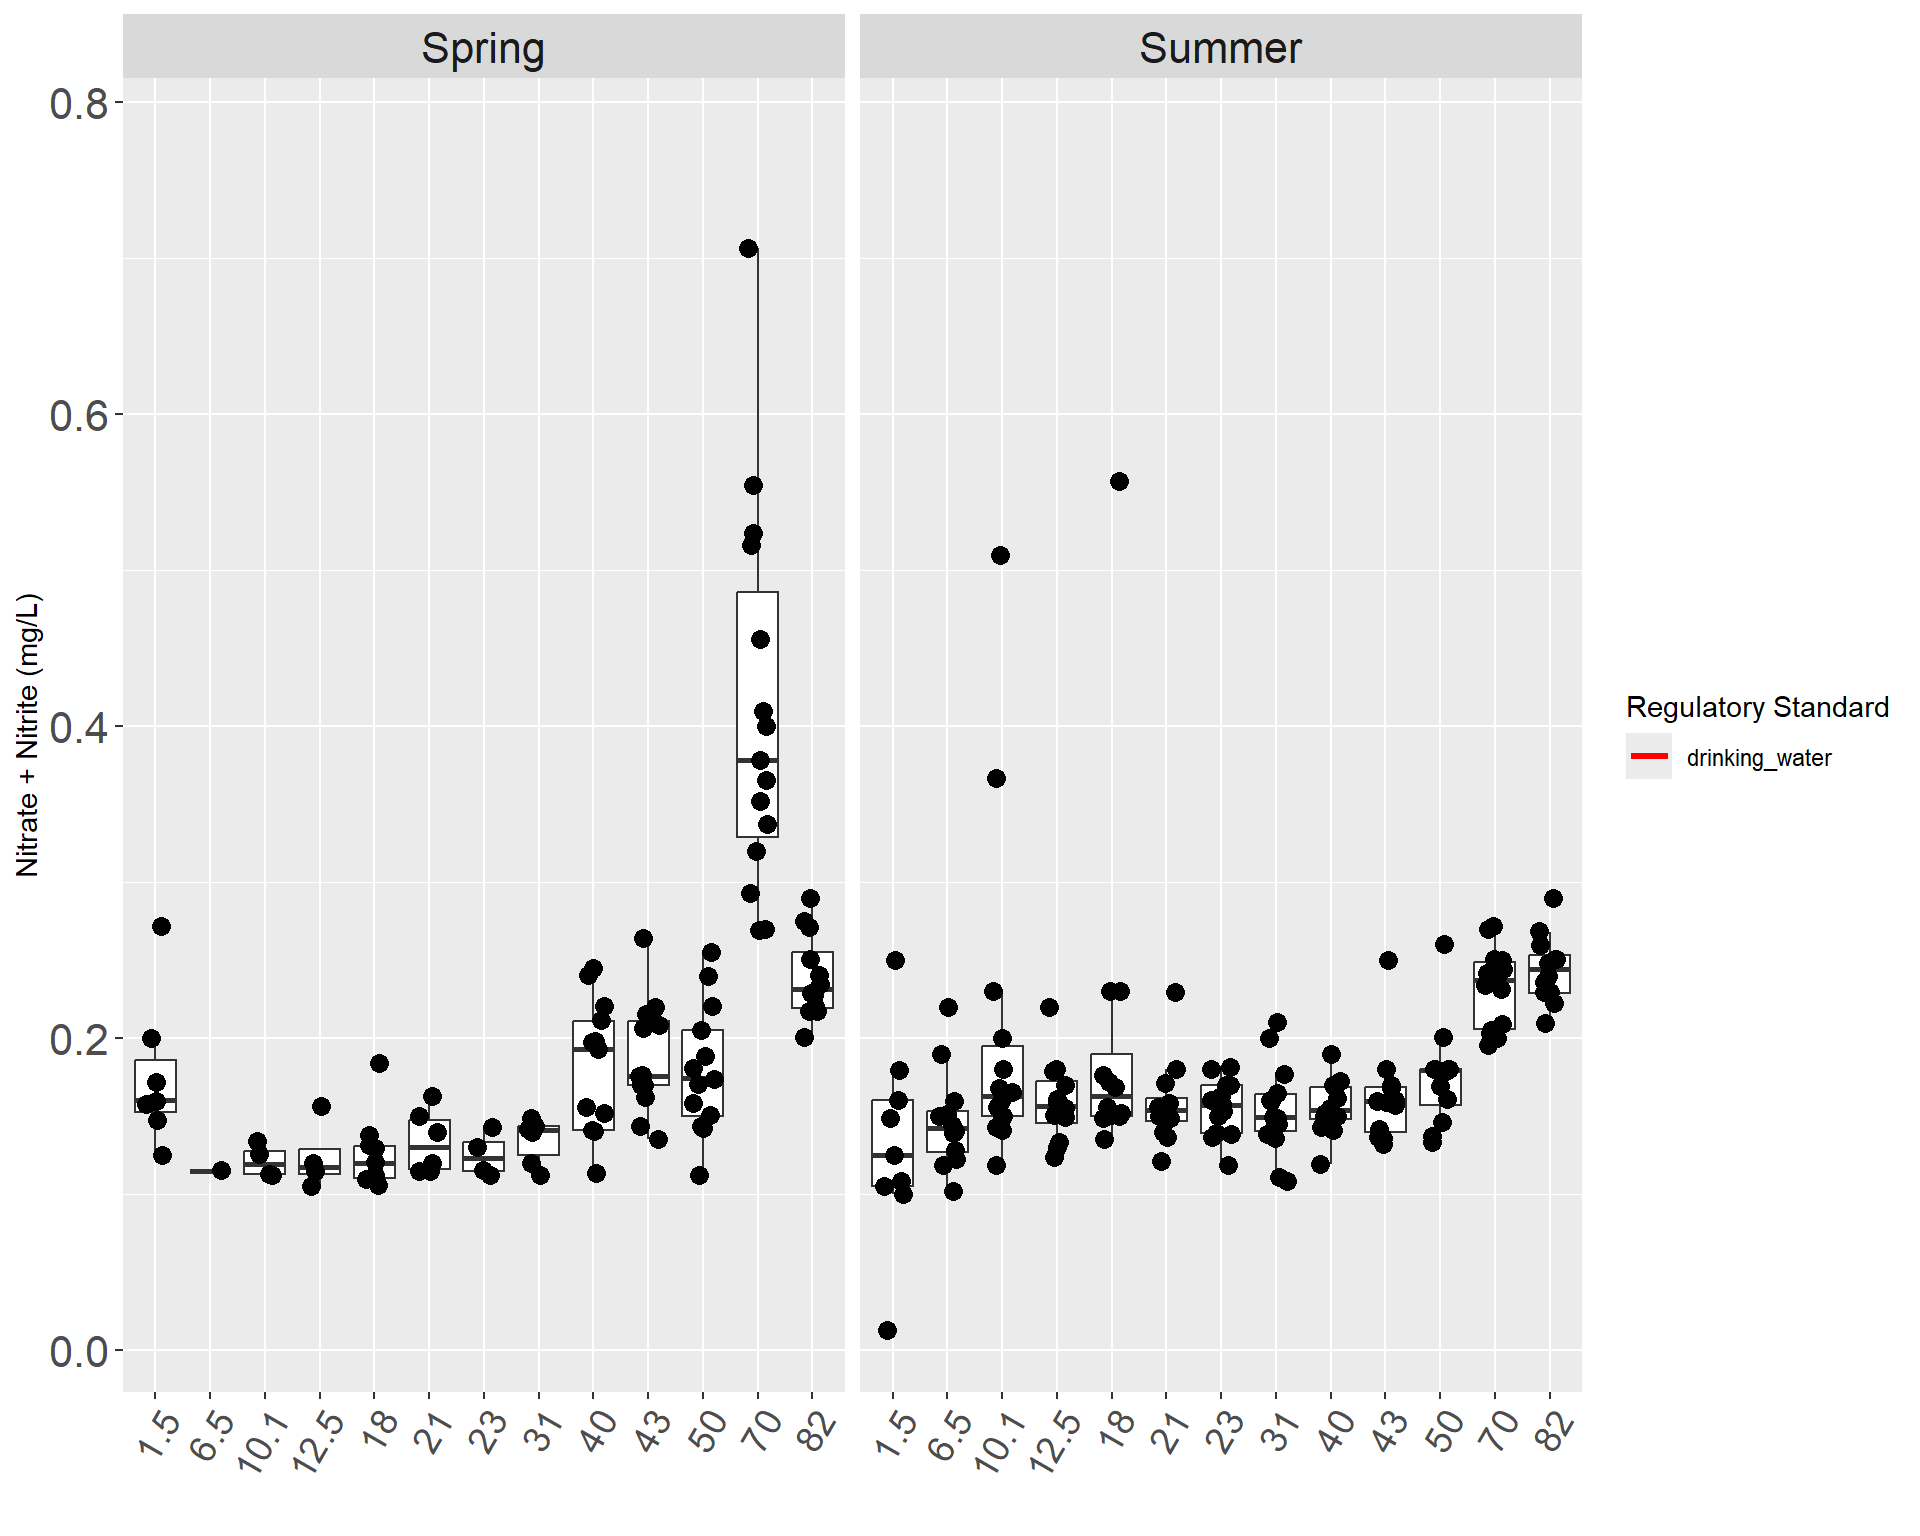 Spring
Summer
0.8
0.6
0.4
0.2
0.0
Nitrate + Nitrite (mg/L)
1.5 6.5 10.1 12.5 18 21 23 31 40 43 50 70 82
1.5 6.5 10.1 12.5 18 21 23 31 40 43 50 70 82
Regulatory Standard
drinking_water